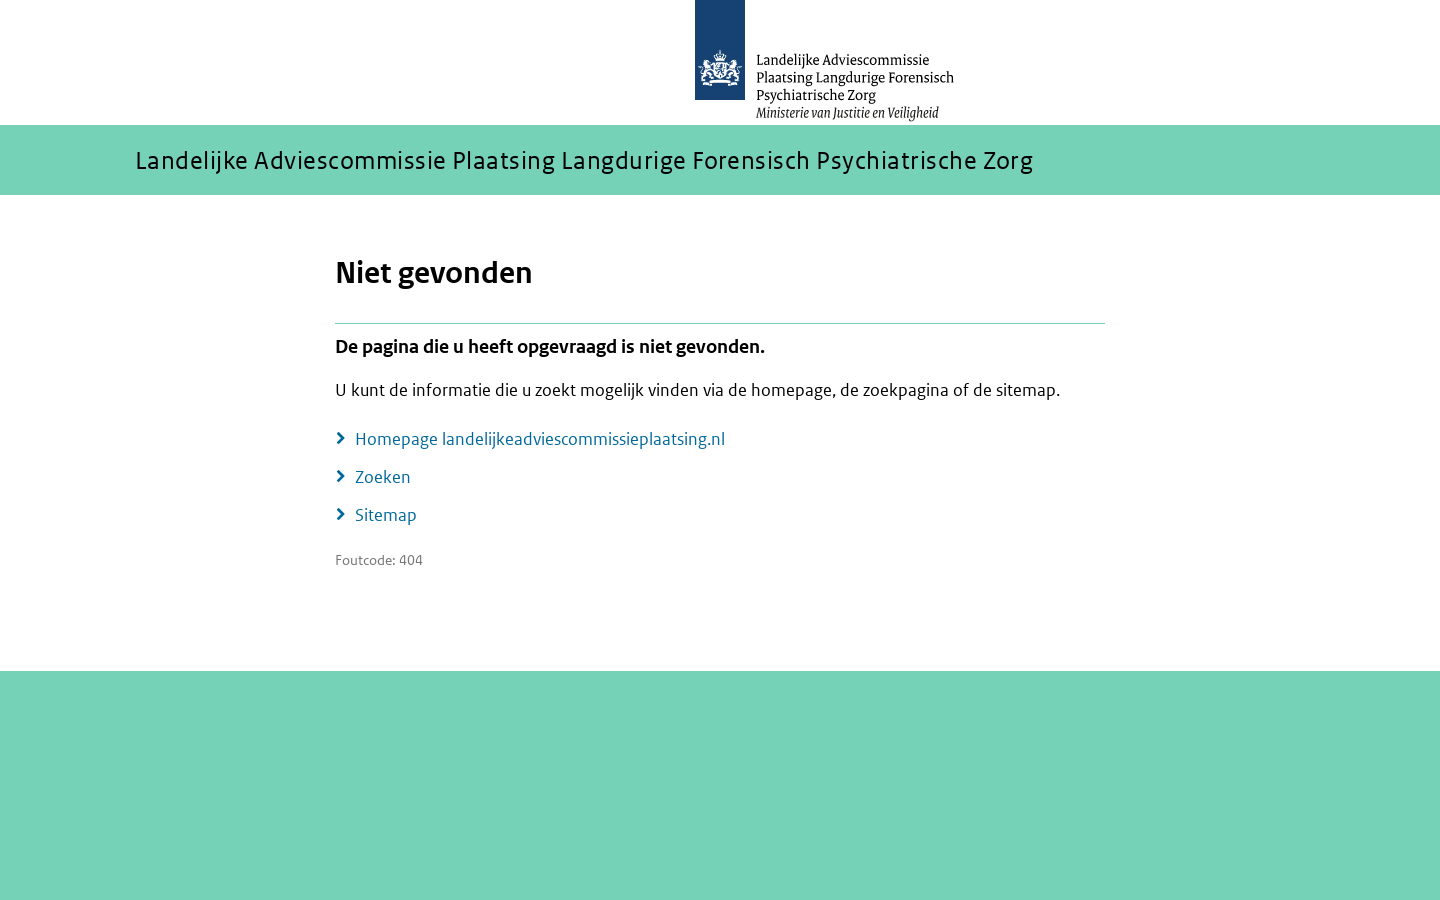 Landelijke Adviescommissie
Plaatsing Langdurige Forensisch
Psychiatrische Zorg
Ministerie van Justitie en Veiligheid
Landelijke Adviescommissie Plaatsing Langdurige Forensisch Psychiatrische Zorg
Niet gevonden
De pagina die u heeft opgevraagd is niet gevonden.
U kunt de informatie die u zoekt mogelijk vinden via de homepage, de zoekpagina of de sitemap.
Homepage landelijkeadviescommissieplaatsing.nl
Zoeken
Sitemap
Foutcode: 404